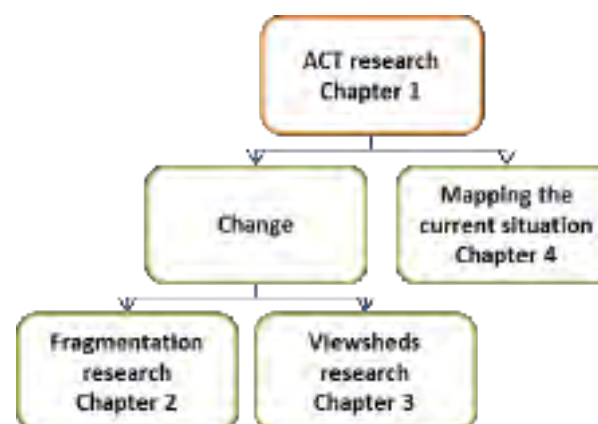 ACT research
Chapter 1
Change
Mapping the
current situation
Chapter 4
Fragmentation
research
Chapter 2
Viewsheds
research
Chapter 3